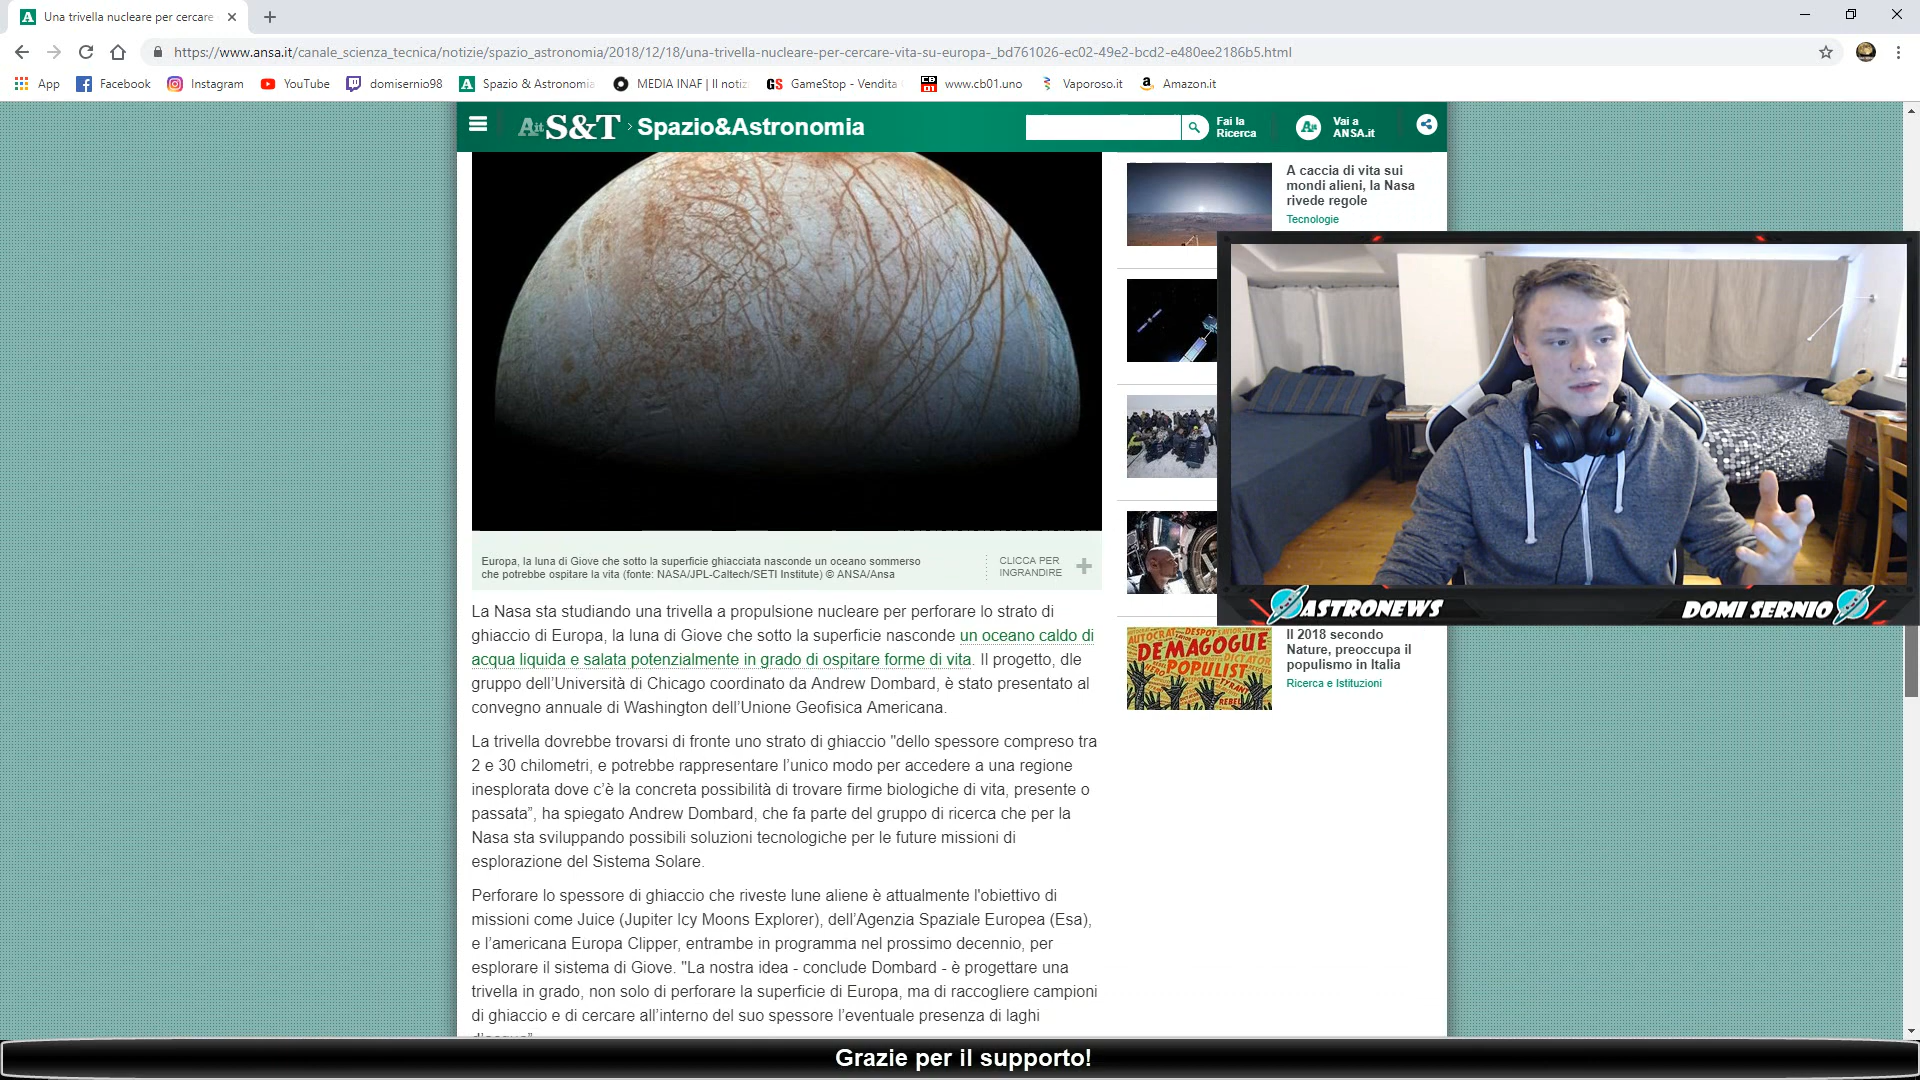 Una trivella nucleare per cercare
https://www.ansa.it/canale_scienza_tecnica/notizie/spazio_astronomia/2018/12/18/una-trivella-nucleare-per-cercare-vita-su-europa-_bd761026-ec02-49e2-bcd2-e480ee2186b5.html
App Facebook Instagram YouTube domisernio98 Spazio & Astronomia MEDIA INAF | Il notiz GameStop - Vendita www.cb01.uno Vaporoso.it Amazon.it
Ait S&T › Spazio&Astronomia
Fai la
Ricerca
Vai a
ANSA.it
A caccia di vita sui
mondi alieni, la Nasa
rivede regole
Tecnologie
Europa, la luna di Giove che sotto la superficie ghiacciata nasconde un oceano sommerso
che potrebbe ospitare la vita (fonte: NASA/JPL-Caltech/SETI Institute) © ANSA/Ansa
CLICCA PER
INGRANDIRE
La Nasa sta studiando una trivella a propulsione nucleare per perforare lo strato di
ghiaccio di Europa, la luna di Giove che sotto la superficie nasconde un oceano caldo di
acqua liquida e salata potenzialmente in grado di ospitare forme di vita. Il progetto, dle
gruppo dell'Università di Chicago coordinato da Andrew Dombard, è stato presentato al
convegno annuale di Washington dell'Unione Geofisica Americana.
La trivella dovrebbe trovarsi di fronte uno strato di ghiaccio "dello spessore compreso tra
2 e 30 chilometri, e potrebbe rappresentare l'unico modo per accedere a una regione
inesplorata dove c'è la concreta possibilità di trovare firme biologiche di vita, presente o
passata”, ha spiegato Andrew Dombard, che fa parte del gruppo di ricerca che per la
Nasa sta sviluppando possibili soluzioni tecnologiche per le future missioni di
esplorazione del Sistema Solare.
Perforare lo spessore di ghiaccio che riveste lune aliene è attualmente l'obiettivo di
missioni come Juice (Jupiter Icy Moons Explorer), dell'Agenzia Spaziale Europea (Esa),
e l'americana Europa Clipper, entrambe in programma nel prossimo decennio, per
esplorare il sistema di Giove. "La nostra idea - conclude Dombard - è progettare una
trivella in grado, non solo di perforare la superficie di Europa, ma di raccogliere campioni
di ghiaccio e di cercare all'interno del suo spessore l'eventuale presenza di laghi
ASTRONEWS
DOMI SERNIO
AUTOCRAT DESPOT
DEMAGOGUE
POPULIST
TYRANT
REBEL
Il 2018 secondo
Nature, preoccupa il
populismo in Italia
Ricerca e Istituzioni
Grazie per il supporto!